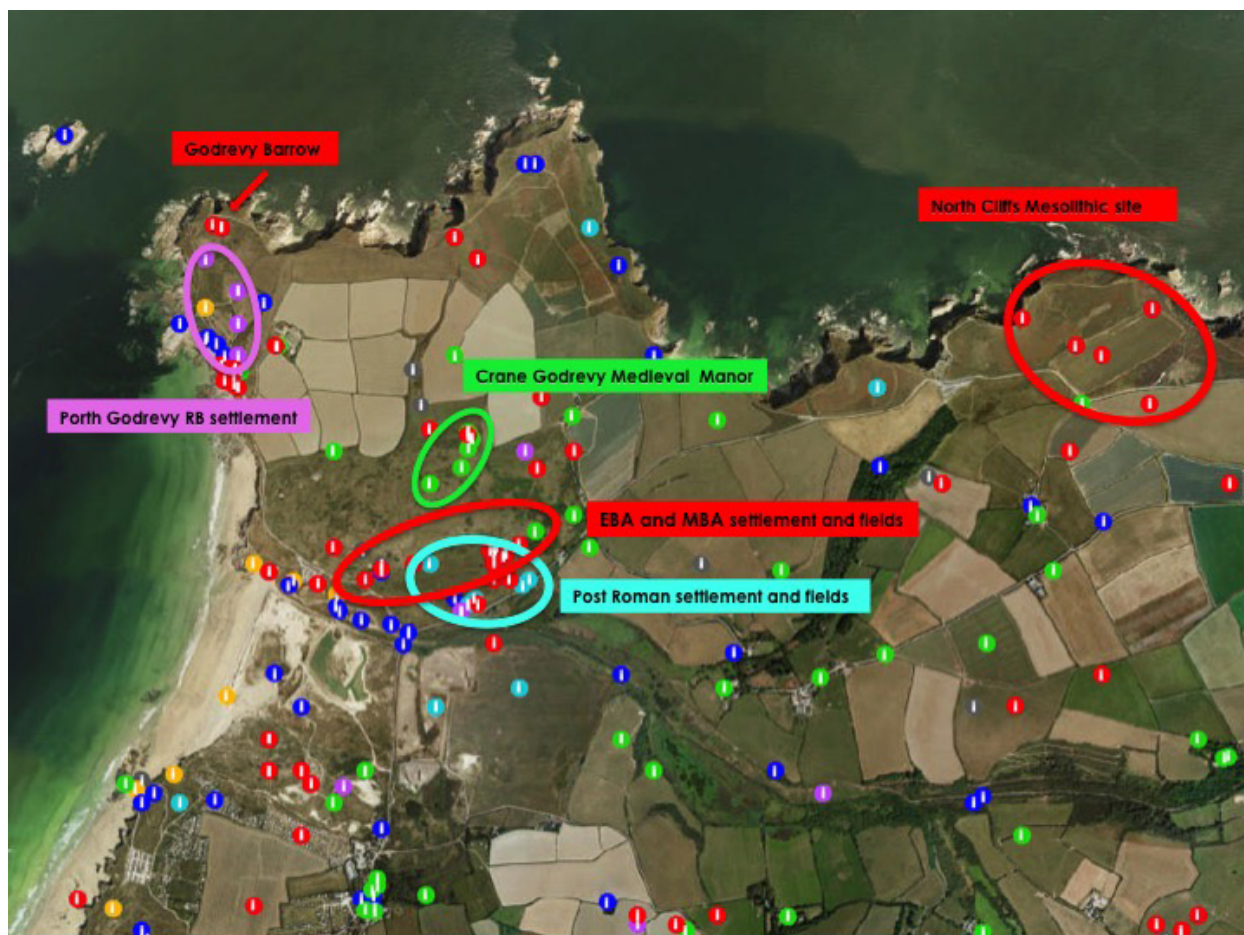 Godrevy Barrow
North Cliffs Mesolithic site
Crane Godrevy Medieval Manor
Porth Godrevy RB settlement
EBA and MBA settlement and fields
Post Roman settlement and fields